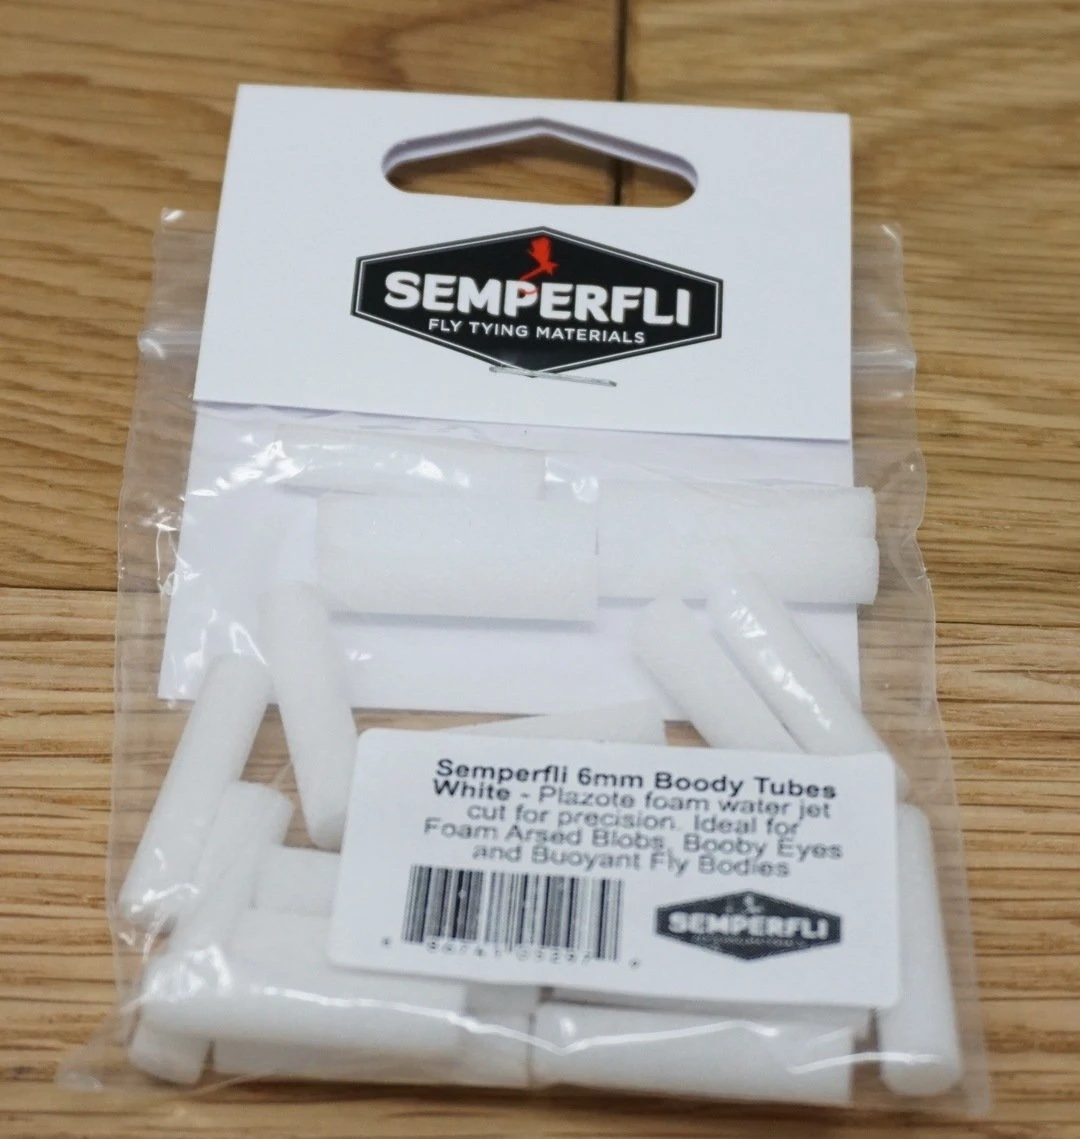 SEMPERFLI
FLY TYING MATERIALS
Semperfli 6mm Boody Tubes
White - Plazote foam water jet
cut for precision. Ideal for
Foam Arsed Blobs, Booby Eyes
and Buoyant Fly Bodies
SEMPERFLI